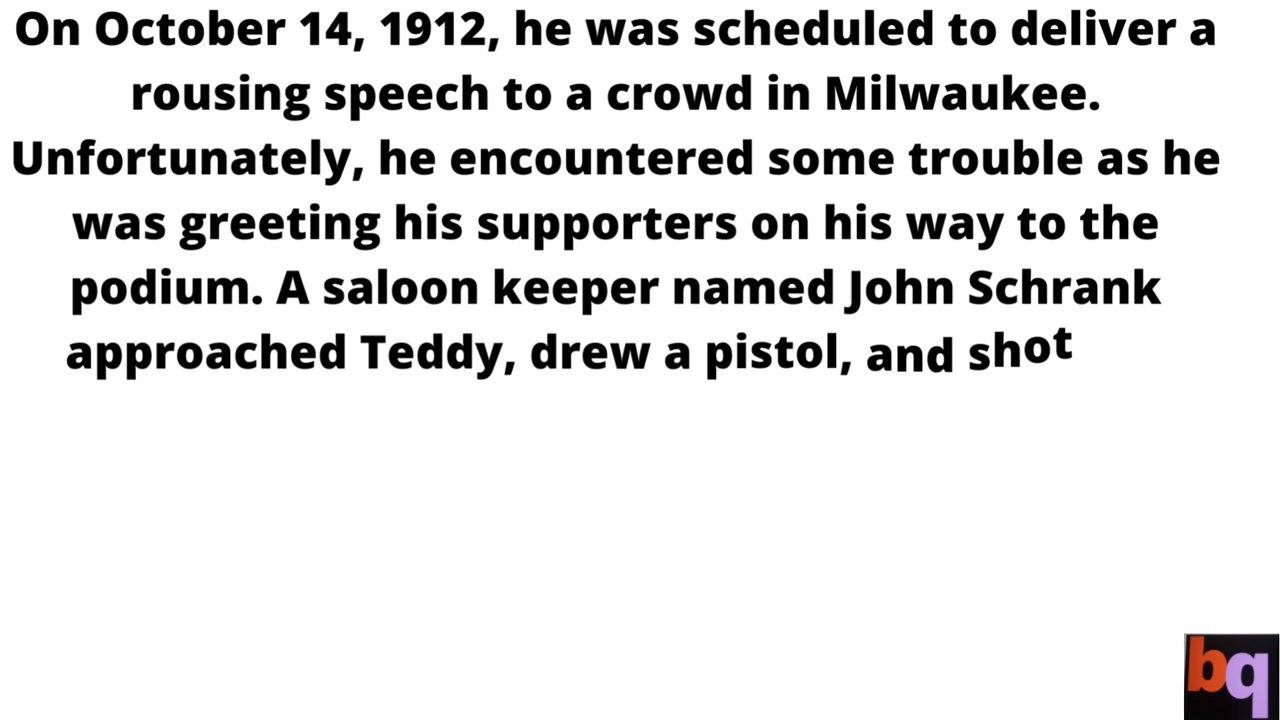 On October 14, 1912, he was scheduled to deliver a
rousing speech to a crowd in Milwaukee.
Unfortunately, he encountered some trouble as he
was greeting his supporters on his way to the
podium. A saloon keeper named John Schrank
approached Teddy, drew a pistol, and shot
bq